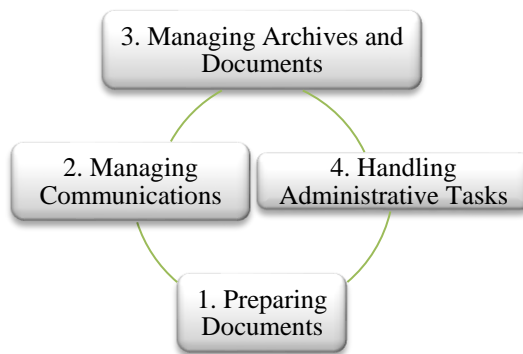 3. Managing Archives and
Documents
2. Managing
Communications
4. Handling
Administrative Tasks
1. Preparing
Documents